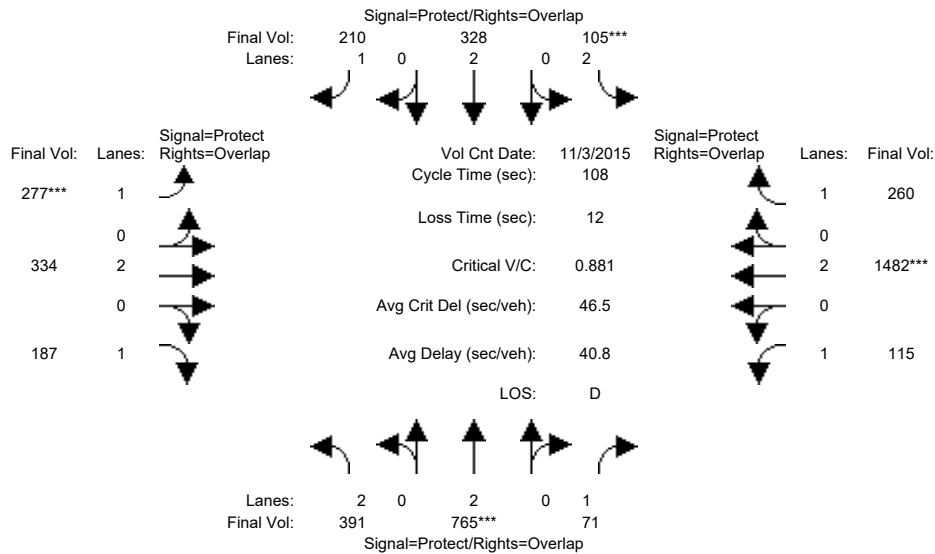 Signal=Protect/Rights=Overlap
Final Vol: 210 328 105***
Lanes: 1 0 2 0 2
Signal=Protect
Rights=Overlap
Final Vol: Lanes:
Vol Cnt Date: 11/3/2015
Signal=Protect
Rights=Overlap
Lanes: Final Vol:
Cycle Time (sec): 108
277*** 1
1 260
Loss Time (sec): 12
0
0
334 2
Critical V/C: 0.881
2 1482***
0
Avg Crit Del (sec/veh): 46.5
0
187 1
Avg Delay (sec/veh): 40.8
1 115
LOS: D
Lanes: 2 0 2 0 1
Final Vol: 391 765*** 71
Signal=Protect/Rights=Overlap